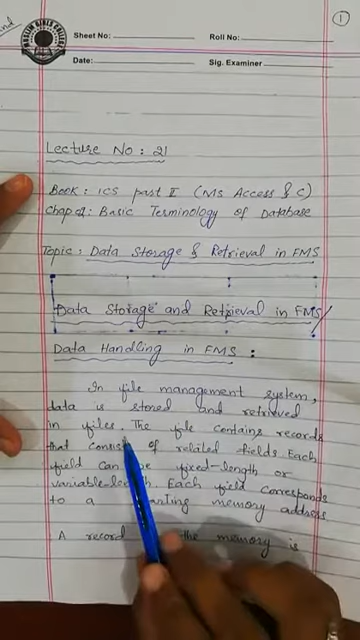 1
Sheet No: Roll No:
Date: Sig. Examiner
Lecture No : 21
Book : ICS part II (MS Access & C)
Chap 01: Basic Terminology of Database
Topic : Data Storage & Retrieval in FMS
Data Storage and Retrieval in FMS
Data Handling in FMS :
In file management system,
data is stored and retrieved
in files. The file contains records
that consist of related fields. Each
field can be fixed-length or
Each field corresponds
to a memory address
A record the memory is